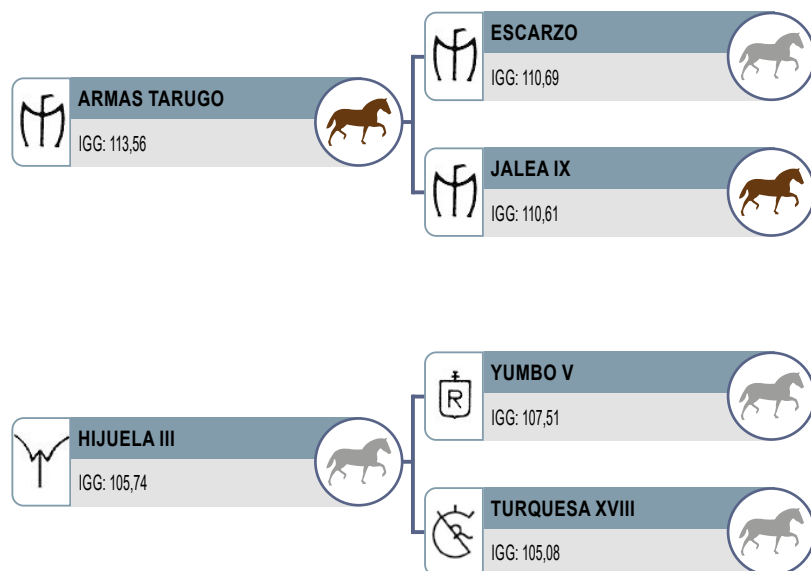 ESCARZO
IGG: 110,69
ARMAS TARUGO
IGG: 113,56
JALEA IX
IGG: 110,61
YUMBO V
R
IGG: 107,51
HIJUELA III
IGG: 105,74
TURQUESA XVIII
IGG: 105,08